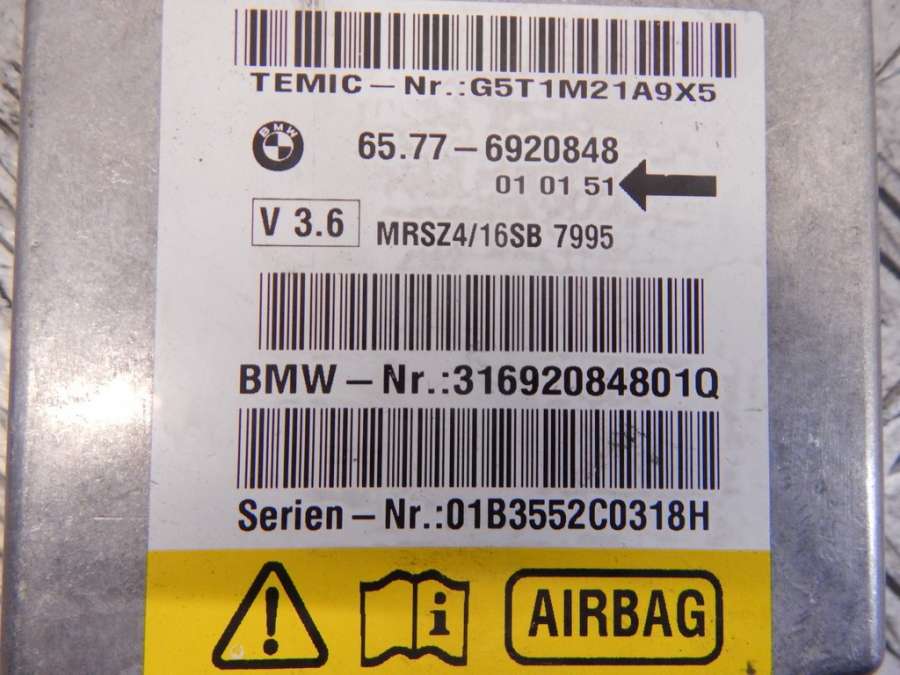 TEMIC-Nr.:G5T1M21A9X5
BMW
65.77-6920848
01 01 51
V 3.6
MRSZ4/16SB 7995
BMW-Nr.:31692084801Q
Serien-Nr.:01B3552C0318H
! i AIRBAG